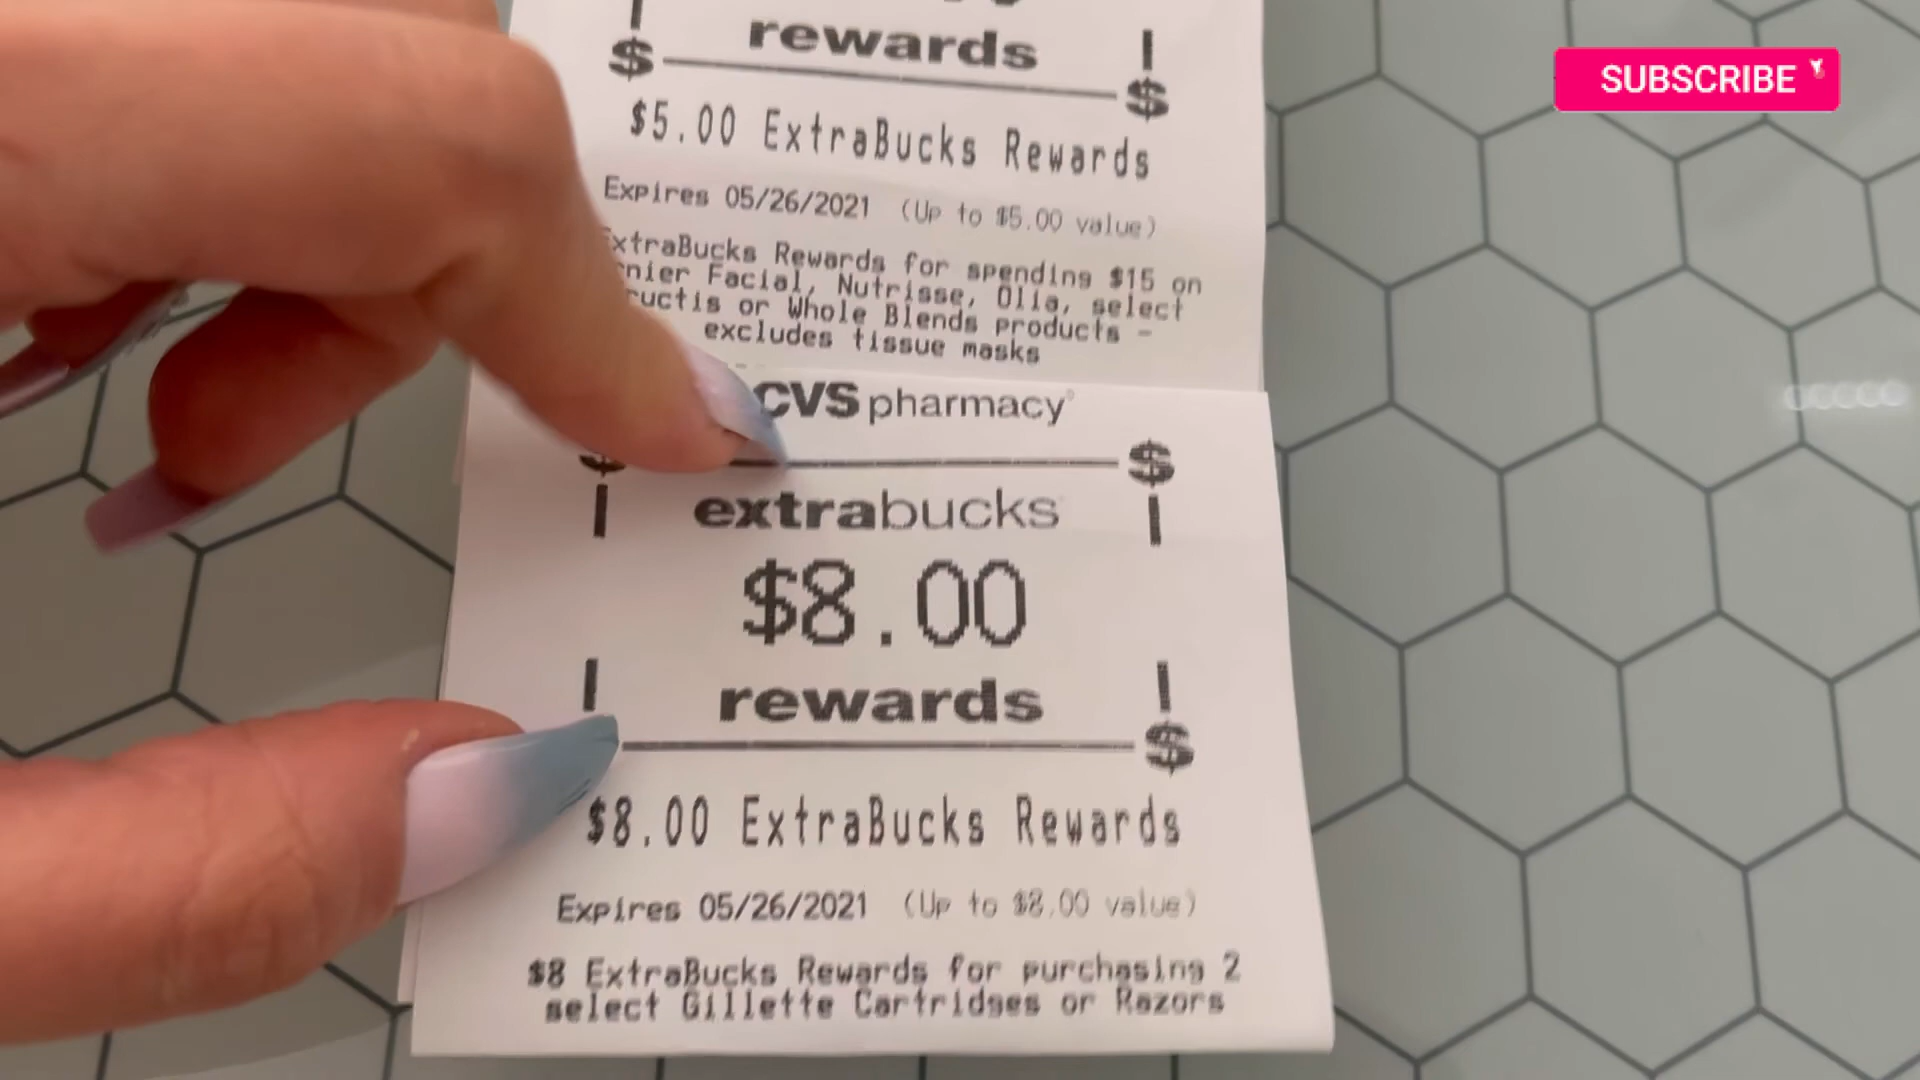 rewards
SUBSCRIBE
$ $
$5.00 ExtraBucks Rewards
Expires 05/26/2021 (Up to $5.00 value)
ExtraBucks Rewards for spending $15 on
Facial, Nutrisse, Olia, select
or Whole Blends products -
excludes tissue masks
CVS pharmacy®
$ $
extrabucks
$8.00
rewards
$
$8.00 ExtraBucks Rewards
Expires 05/26/2021 (Up to $8.00 value)
$8 ExtraBucks Rewards for purchasing 2
select Gillette Cartridges or Razors